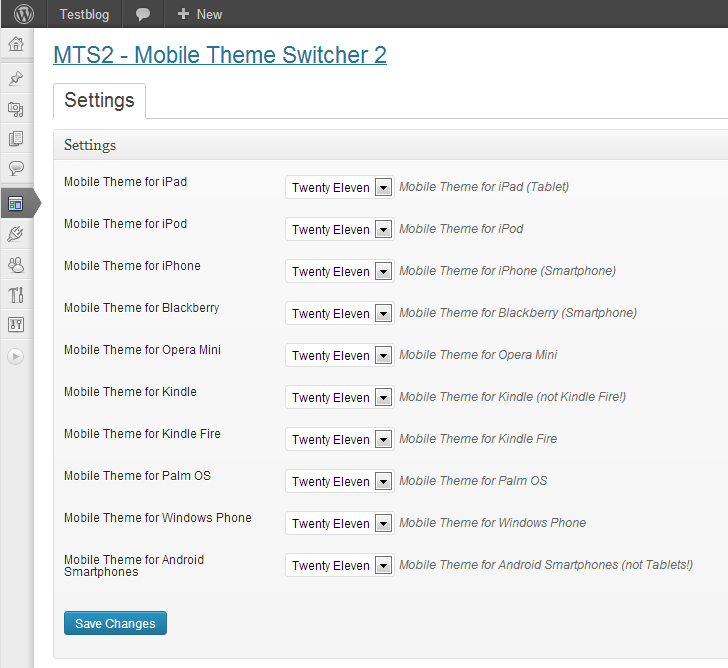 Testblog New
MTS2 - Mobile Theme Switcher 2
Settings
Settings
Mobile Theme for iPad Twenty Eleven Mobile Theme for iPad (Tablet)
Mobile Theme for iPod Twenty Eleven Mobile Theme for iPod
Mobile Theme for iPhone Twenty Eleven Mobile Theme for iPhone (Smartphone)
Mobile Theme for Blackberry Twenty Eleven Mobile Theme for Blackberry (Smartphone)
Mobile Theme for Opera Mini Twenty Eleven Mobile Theme for Opera Mini
Mobile Theme for Kindle Twenty Eleven Mobile Theme for Kindle (not Kindle Fire!)
Mobile Theme for Kindle Fire Twenty Eleven Mobile Theme for Kindle Fire
Mobile Theme for Palm OS Twenty Eleven Mobile Theme for Palm OS
Mobile Theme for Windows Phone Twenty Eleven Mobile Theme for Windows Phone
Mobile Theme for Android Twenty Eleven Mobile Theme for Android Smartphones (not Tablets!)
Smartphones
Save Changes